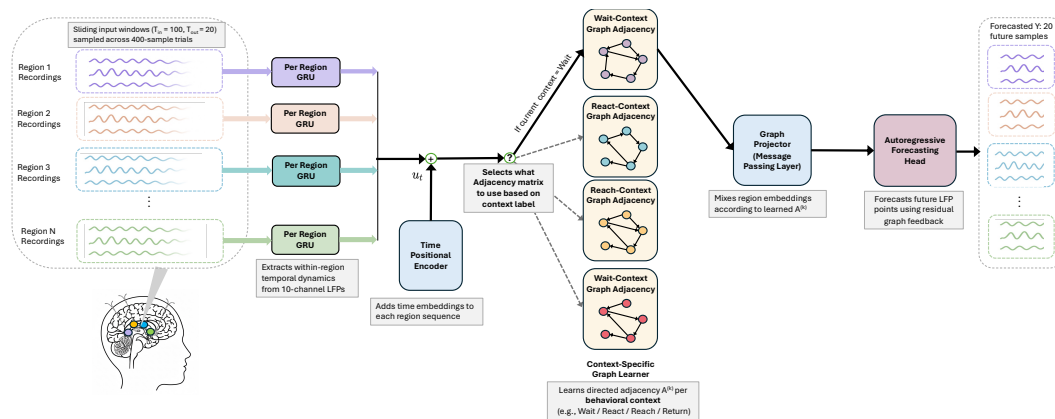 Sliding input windows (T_in = 100, T_out = 20)
sampled across 400-sample trials
Region 1
Recordings
Per Region
GRU
Region 2
Recordings
Per Region
GRU
Region 3
Recordings
Per Region
GRU
⋮
Region N
Recordings
Per Region
GRU
Extracts within-region
temporal dynamics
from 10-channel LFPs
+
u_t
Time
Positional
Encoder
Adds time embeddings to
each region sequence
?
Selects what
Adjacency matrix
to use based on
context label
If current context = Wait
Wait-Context
Graph Adjacency
React-Context
Graph Adjacency
Reach-Context
Graph Adjacency
Wait-Context
Graph Adjacency
Context-Specific
Graph Learner
Learns directed adjacency A^(k) per
behavioral context
(e.g., Wait / React / Reach / Return)
Graph
Projector
(Message
Passing Layer)
Mixes region embeddings
according to learned A^(k)
Autoregressive
Forecasting
Head
Forecasts future LFP
points using residual
graph feedback
Forecasted Y: 20
future samples
⋮